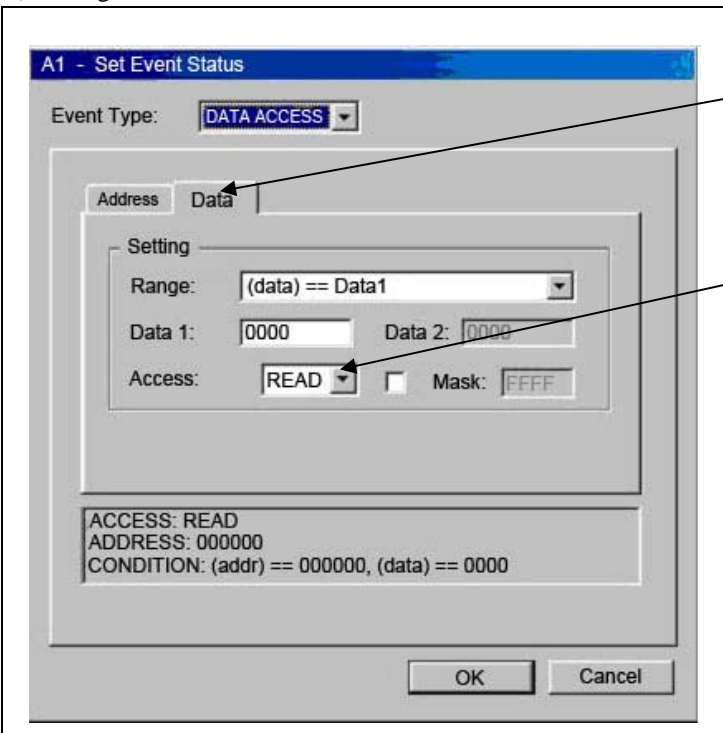 A1 - Set Event Status
Event Type: DATA ACCESS
Address Data
Setting
Range: (data) == Data1
Data 1: 0000 Data 2: 0000
Access: READ Mask: FFFF
ACCESS: READ
ADDRESS: 000000
CONDITION: (addr) == 000000, (data) == 0000
OK Cancel